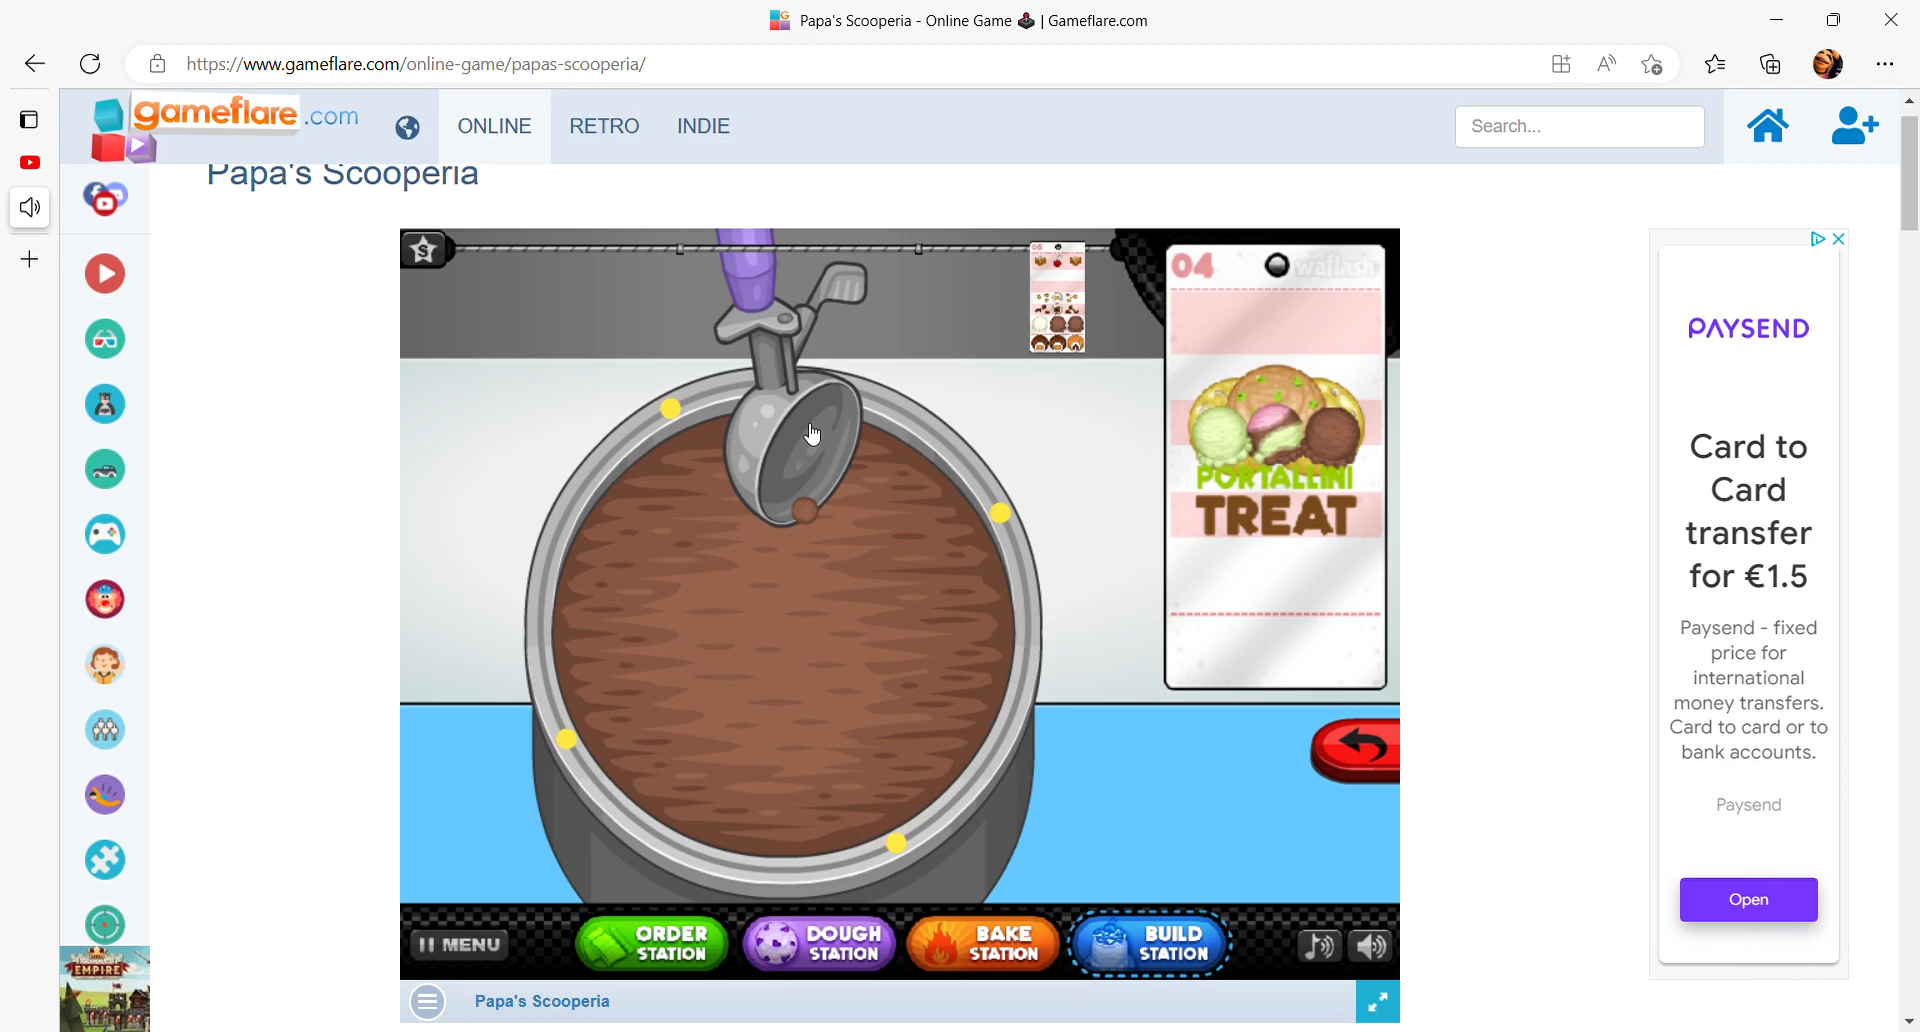 Papa's Scooperia - Online Game | Gameflare.com
https://www.gameflare.com/online-game/papas-scooperia/
gameflare.com
ONLINE
RETRO
INDIE
Search...
Papa's Scooperia
S
05
04
waflash
PORTALLINI
TREAT
PAYSEND
Card to
Card
transfer
for €1.5
Paysend - fixed
price for
international
money transfers.
Card to card or to
bank accounts.
Paysend
Open
MENU
ORDER
STATION
DOUGH
STATION
BAKE
STATION
BUILD
STATION
EMPIRE
Papa's Scooperia